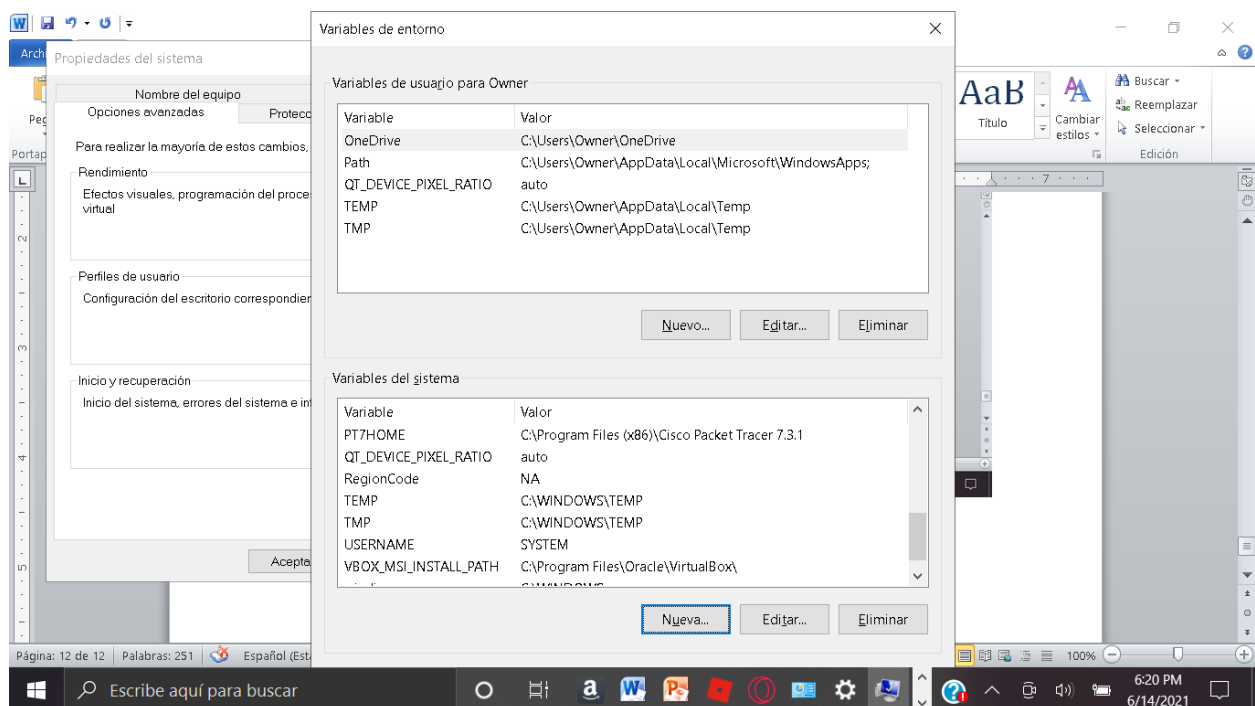 Archi
Variables de entorno
Propiedades del sistema
Nombre del equipo
Opciones avanzadas
Protecc
Para realizar la mayoría de estos cambios,
Rendimiento
Efectos visuales, programación del proce
virtual
Perfiles de usuario
Configuración del escritorio correspondier
Inicio y recuperación
Inicio del sistema, errores del sistema e in
Acepta
Variables de usuario para Owner
Variable Valor
OneDrive C:\Users\Owner\OneDrive
Path C:\Users\Owner\AppData\Local\Microsoft\WindowsApps;
QT_DEVICE_PIXEL_RATIO auto
TEMP C:\Users\Owner\AppData\Local\Temp
TMP C:\Users\Owner\AppData\Local\Temp
Nuevo... Editar... Eliminar
Variables del sistema
Variable Valor
PT7HOME C:\Program Files (x86)\Cisco Packet Tracer 7.3.1
QT_DEVICE_PIXEL_RATIO auto
RegionCode NA
TEMP C:\WINDOWS\TEMP
TMP C:\WINDOWS\TEMP
USERNAME SYSTEM
VBOX_MSI_INSTALL_PATH C:\Program Files\Oracle\VirtualBox\
Nueva... Editar... Eliminar
Peg
Portap
AaB
Título
Cambiar
estilos
Buscar
Reemplazar
Seleccionar
Edición
7
2
3
4
5
Página: 12 de 12 Palabras: 251 Español (Est 100%
Escribe aquí para buscar
6:20 PM
6/14/2021